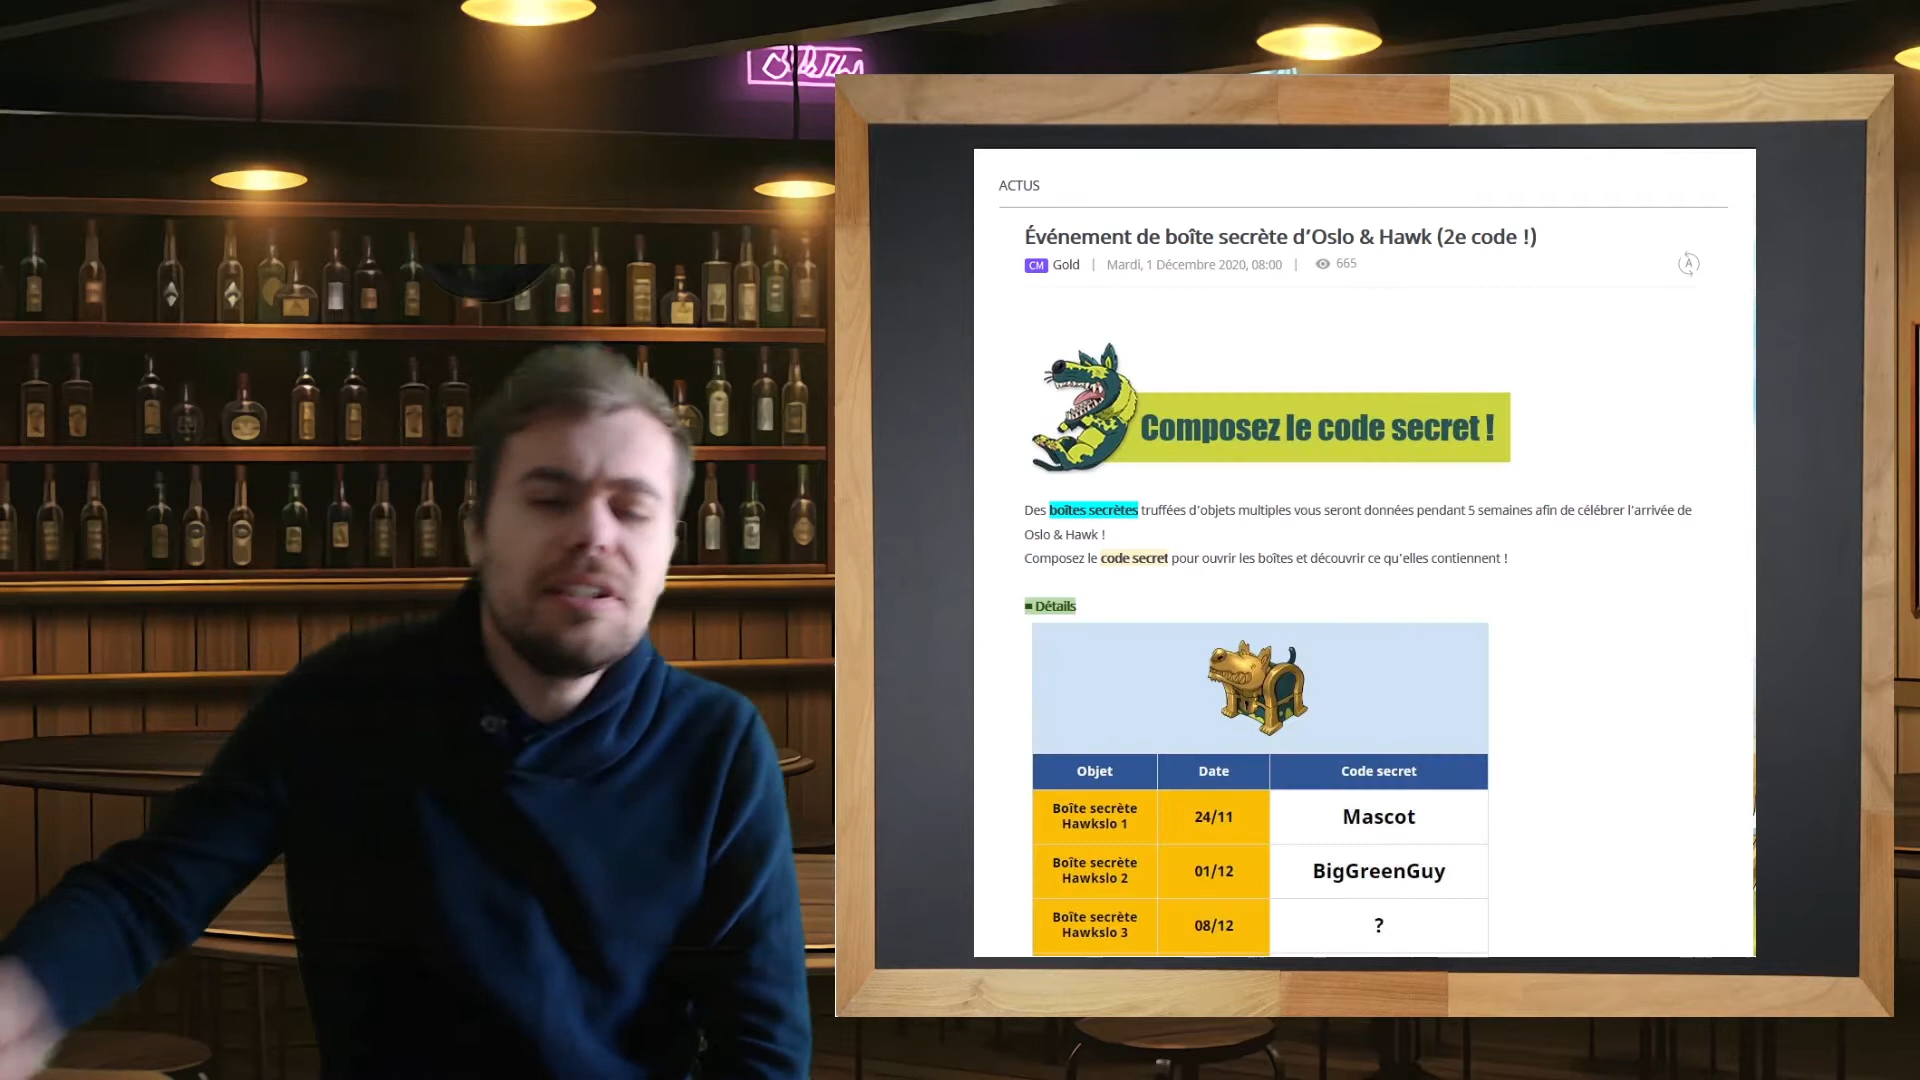 ACTUS
Événement de boîte secrète d'Oslo & Hawk (2e code !)
CM Gold | Mardi, 1 Décembre 2020, 08:00 | 665
A
Composez le code secret !
Des boîtes secrètes truffées d'objets multiples vous seront données pendant 5 semaines afin de célébrer l'arrivée de
Oslo & Hawk !
Composez le code secret pour ouvrir les boîtes et découvrir ce qu'elles contiennent !
■ Détails
Objet Date Code secret
Boîte secrète
Hawkslo 1
24/11 Mascot
Boîte secrète
Hawkslo 2
01/12 BigGreenGuy
Boîte secrète
Hawkslo 3
08/12 ?